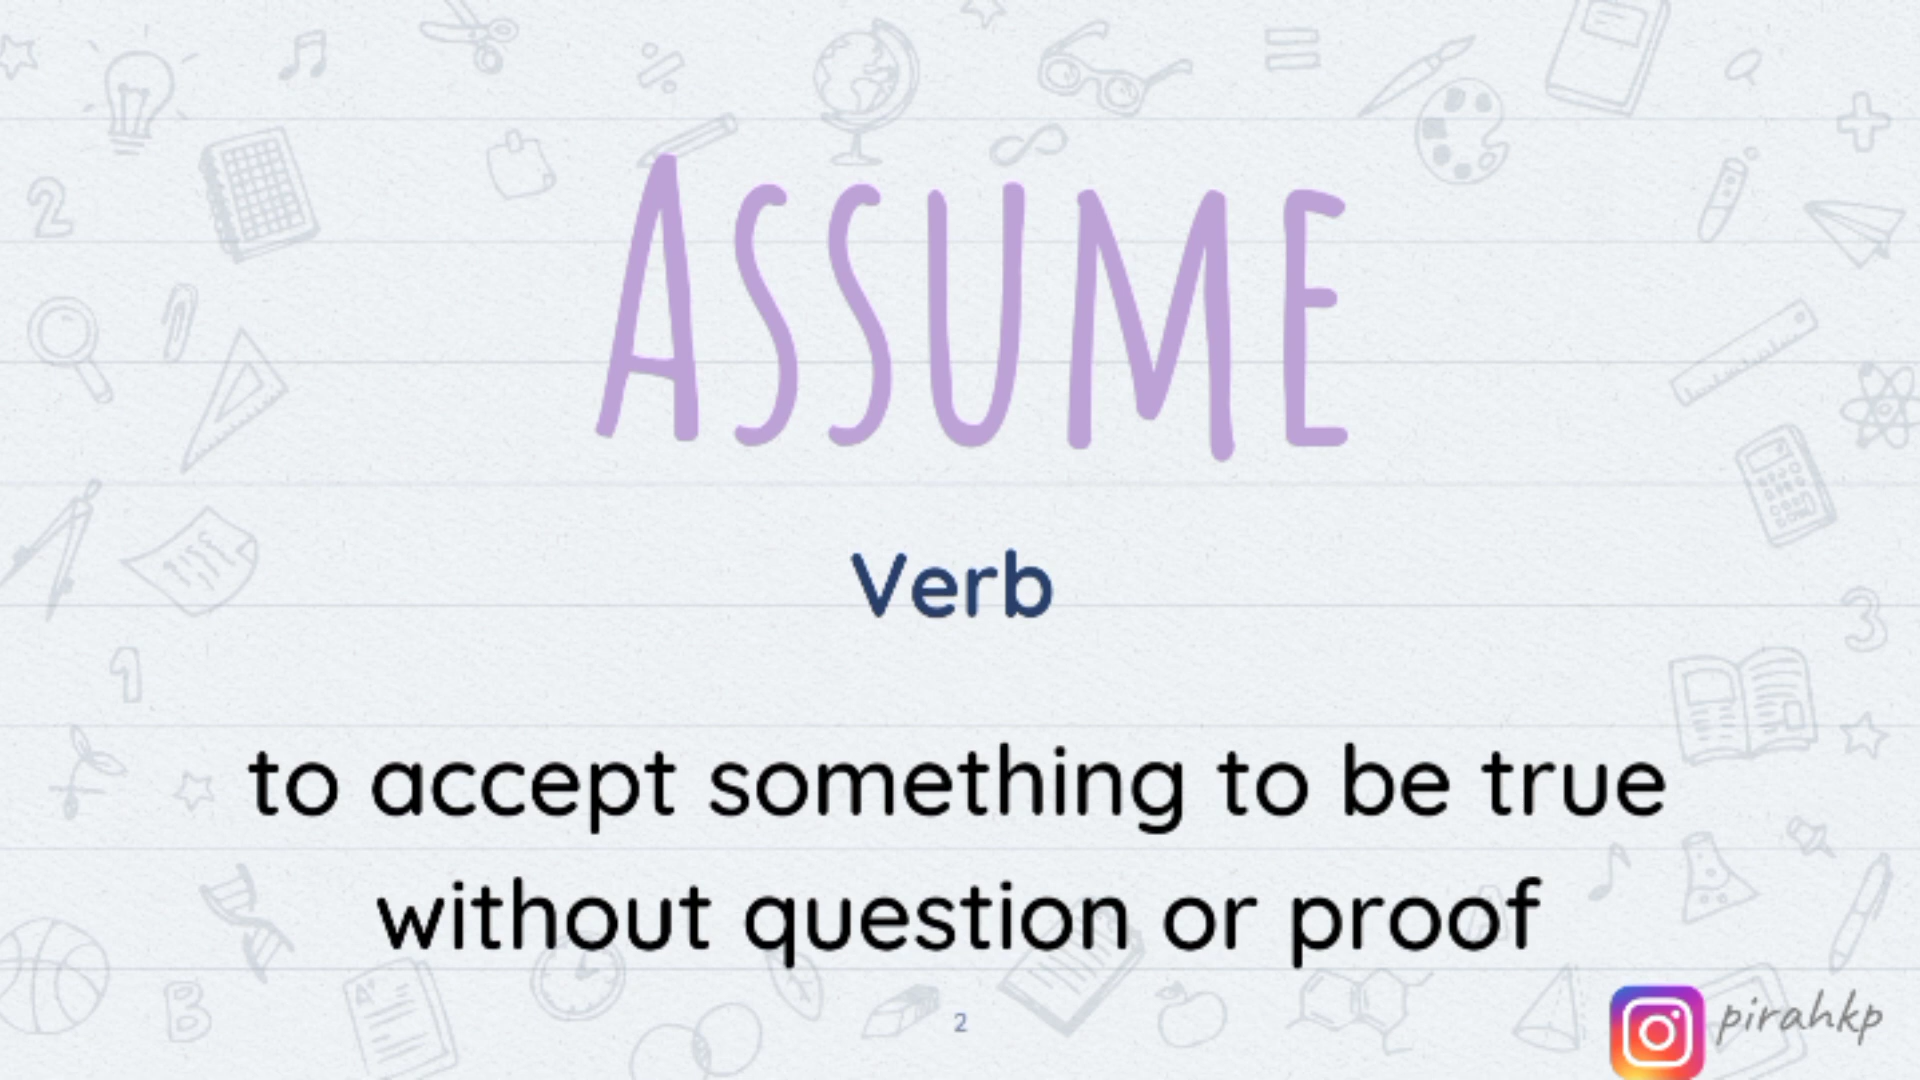 ASSUME
Verb
to accept something to be true
without question or proof
2
pirahkp